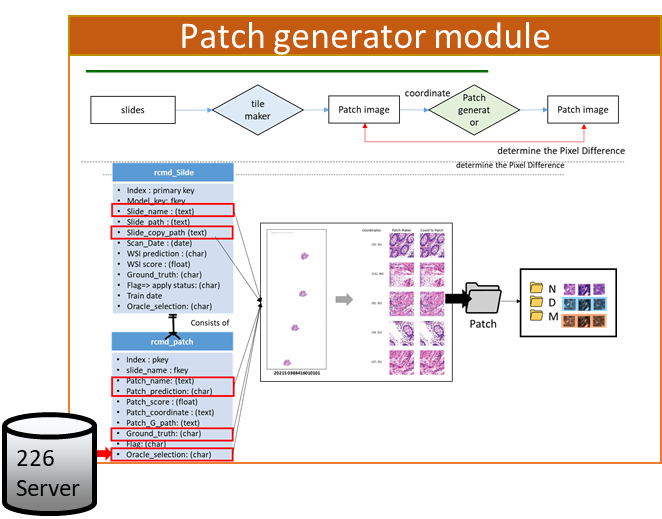 Patch generator module
slides
tile
maker
Patch image
coordinate
Patch
generat
or
Patch image
determine the Pixel Difference
determine the Pixel Difference
rcmd_Silde
• Index : primary key
• Model_key: fkey
• Slide_name : (text)
• Slide_path : (text)
• Slide_copy_path (text)
• Scan_Date : (date)
• WSI prediction : (char)
• WSI score : (float)
• Ground_truth: (char)
• Flag=> apply status: (char)
• Train date
• Oracle_selection: (char)
Consists of
rcmd_patch
• Index : pkey
• slide_name : fkey
• Patch_name: (text)
• Patch_prediction: (char)
• Patch_score : (float)
• Patch_coordinate : (text)
• Patch_G_path: (text)
• Ground_truth: (char)
• Flag: (char)
• Oracle_selection: (char)
226
Server
Coordinates
Patch Maker
Coord to Patch
Patch
N
D
M